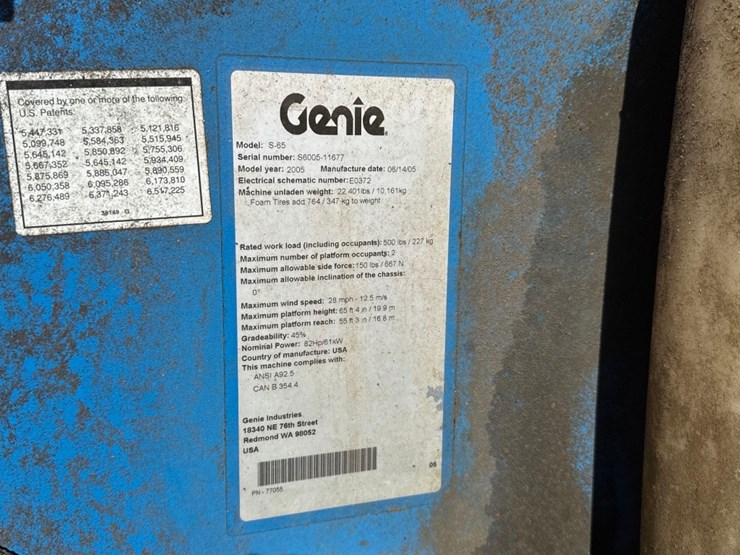 Covered by one or more of the following
U.S. Patents:
5,447,331 5,337,858 5,121,816
5,099,748 5,584,363 5,515,945
5,645,142 5,850,892 5,755,306
5,667,352 5,645,142 5,934,409
5,875,869 5,885,047 5,890,559
6,050,358 6,095,286 6,173,810
6,276,489 6,371,243 6,517,225
Genie
Model: S-65
Serial number: S6005-11677
Model year: 2005 Manufacture date: 06/14/05
Electrical schematic number: E0372
Machine unladen weight: 22,401lbs / 10,161kg
Foam Tires add 764 / 347 kg to weight
Rated work load (including occupants): 500 lbs / 227 kg
Maximum number of platform occupants: 2
Maximum allowable side force: 150 lbs / 667 N
Maximum allowable inclination of the chassis:
0°
Maximum wind speed: 28 mph - 12.5 m/s
Maximum platform height: 65 ft 4 in / 19.9 m
Maximum platform reach: 55 ft 3 in / 16.8 m
Gradeability: 45%
Nominal Power: 82Hp/61kW
Country of manufacture: USA
This machine complies with:
ANSI A92.5
CAN B 354.4
Genie Industries
18340 NE 76th Street
Redmond WA 98052
USA
PN - 77055